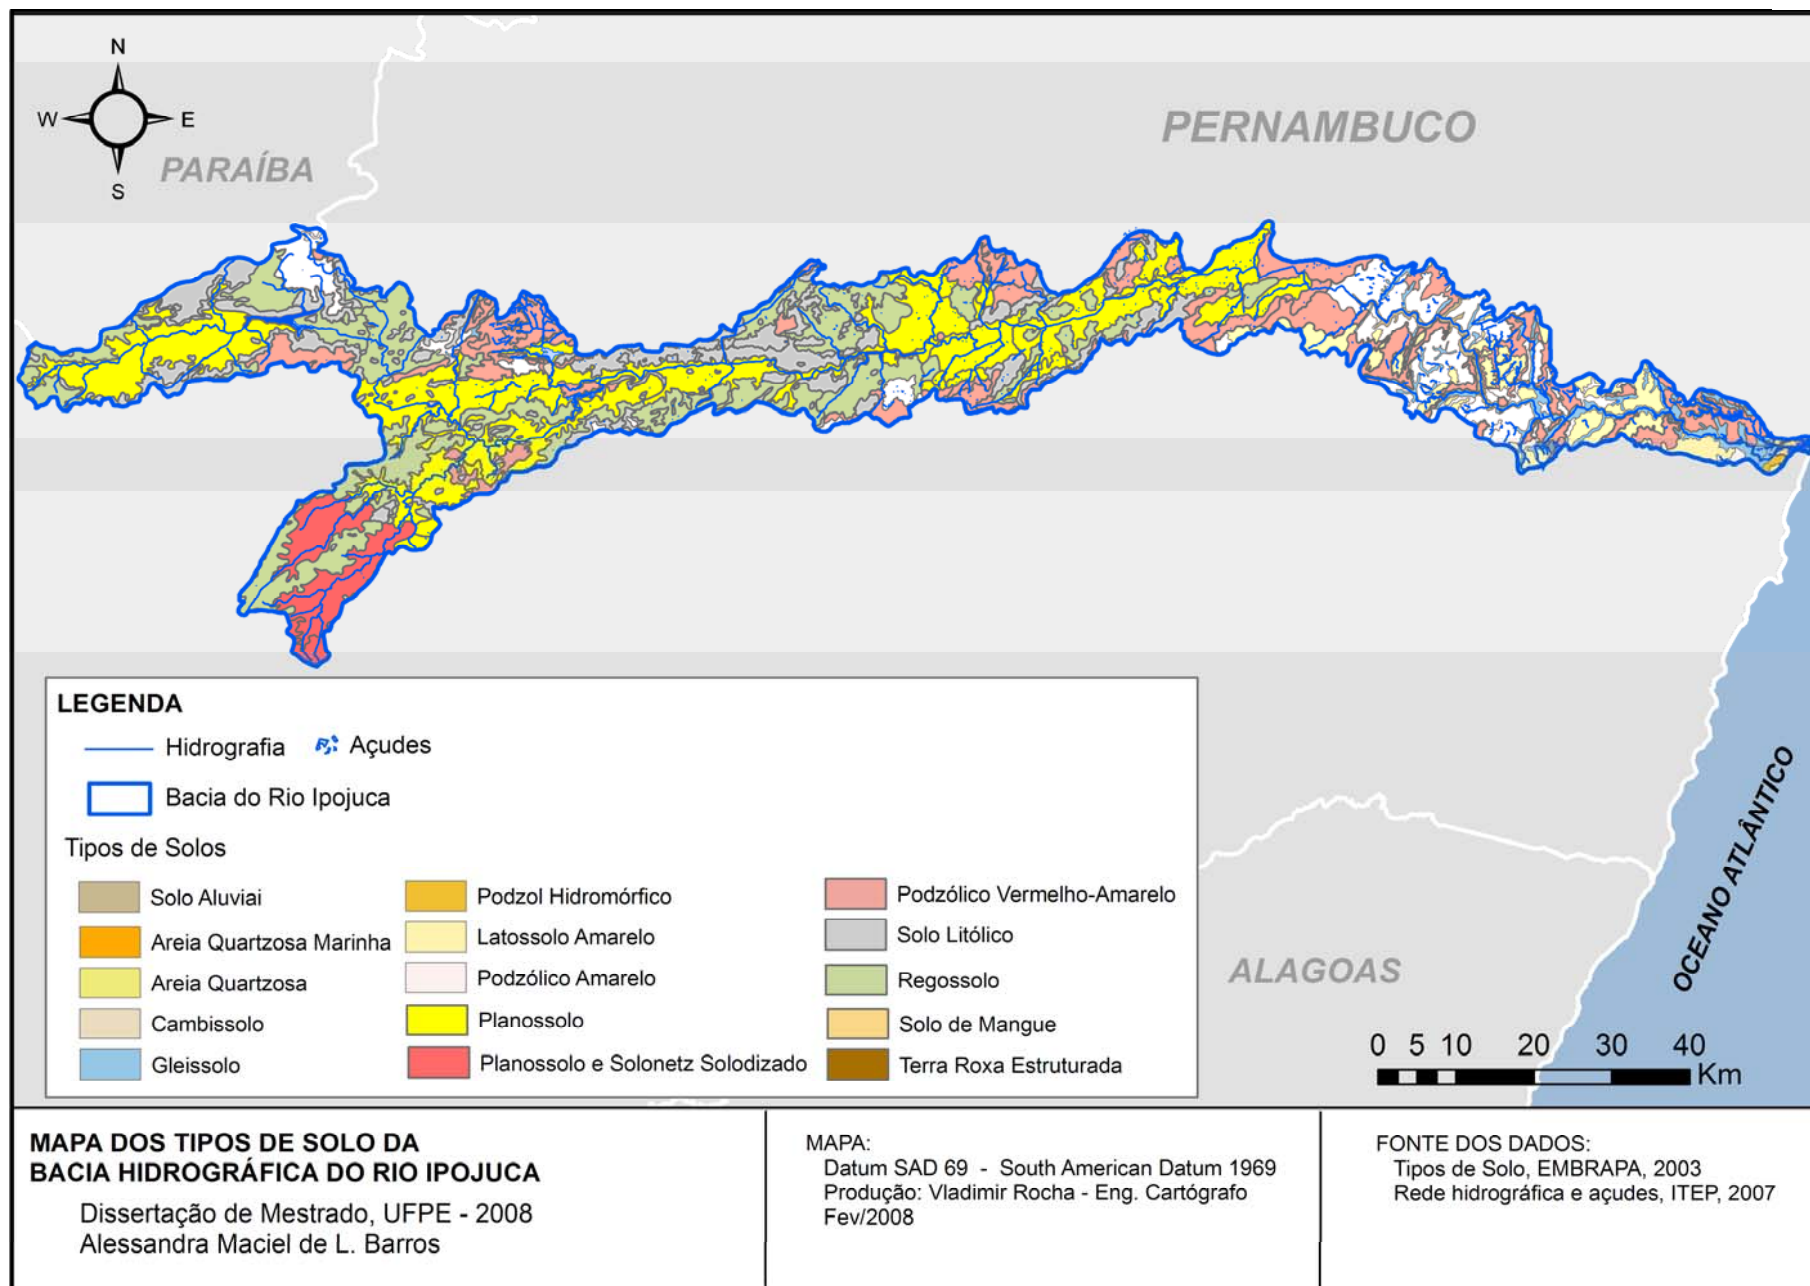 N
W E
S
PARAÍBA
PERNAMBUCO
LEGENDA
Hidrografia
Açudes
Bacia do Rio Ipojuca
Tipos de Solos
Solo Aluviai
Areia Quartzosa Marinha
Areia Quartzosa
Cambissolo
Gleissolo
Podzol Hidromórfico
Latossolo Amarelo
Podzólico Amarelo
Planossolo
Planossolo e Solonetz Solodizado
Podzólico Vermelho-Amarelo
Solo Litólico
Regossolo
Solo de Mangue
Terra Roxa Estruturada
ALAGOAS
OCEANO ATLÂNTICO
0 5 10 20 30 40
Km
MAPA DOS TIPOS DE SOLO DA
BACIA HIDROGRÁFICA DO RIO IPOJUCA
Dissertação de Mestrado, UFPE - 2008
Alessandra Maciel de L. Barros
MAPA:
Datum SAD 69 - South American Datum 1969
Produção: Vladimir Rocha - Eng. Cartógrafo
Fev/2008
FONTE DOS DADOS:
Tipos de Solo, EMBRAPA, 2003
Rede hidrográfica e açudes, ITEP, 2007